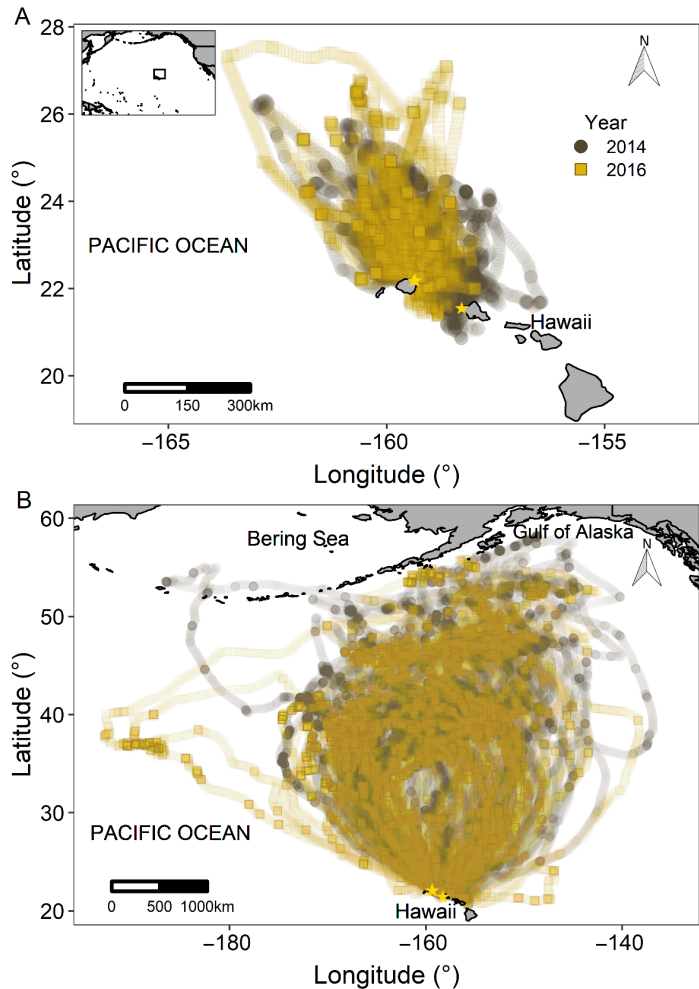 A
N
28
26
24
22
20
Latitude (°)
Year
2014
2016
PACIFIC OCEAN
Hawaii
0 150 300km
−165 −160 −155
Longitude (°)
B
60
50
40
30
20
Latitude (°)
Bering Sea
Gulf of Alaska
N
PACIFIC OCEAN
0 500 1000km
Hawaii
−180 −160 −140
Longitude (°)